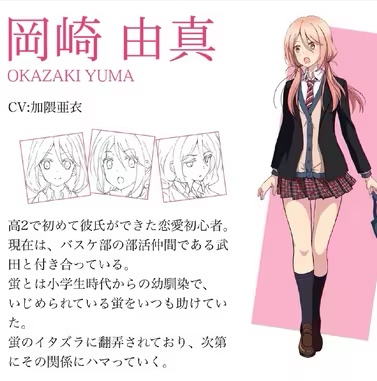 岡崎 由真
OKAZAKI YUMA
CV:加隈亜衣
高2で初めて彼氏ができた恋愛初心者。
現在は、バスケ部の部活仲間である武
田と付き合っている。
蛍とは小学生時代からの幼馴染で、
いじめられている蛍をいつも助けてい
た。
蛍のイタズラに翻弄されており、次第
にその関係にハマっていく。